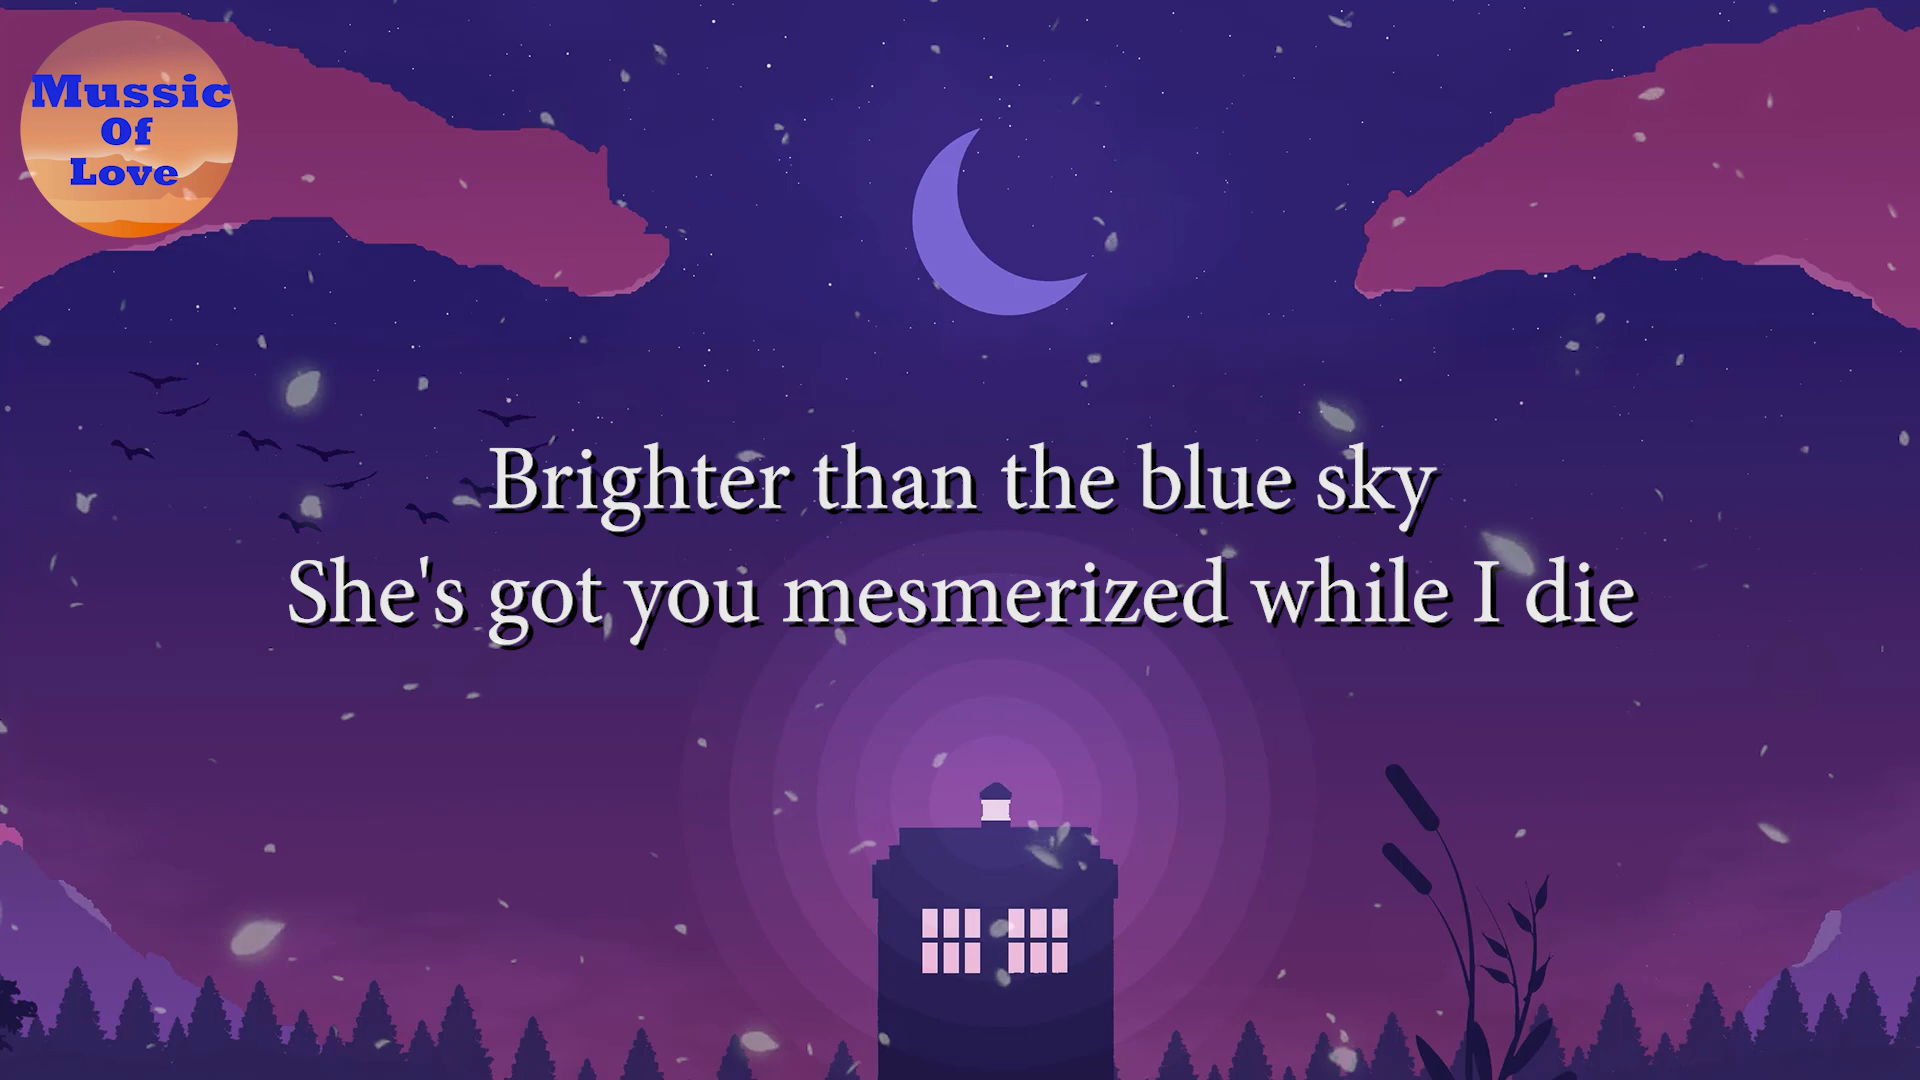 Mussic
Of
Love
Brighter than the blue sky
She's got you mesmerized while I die